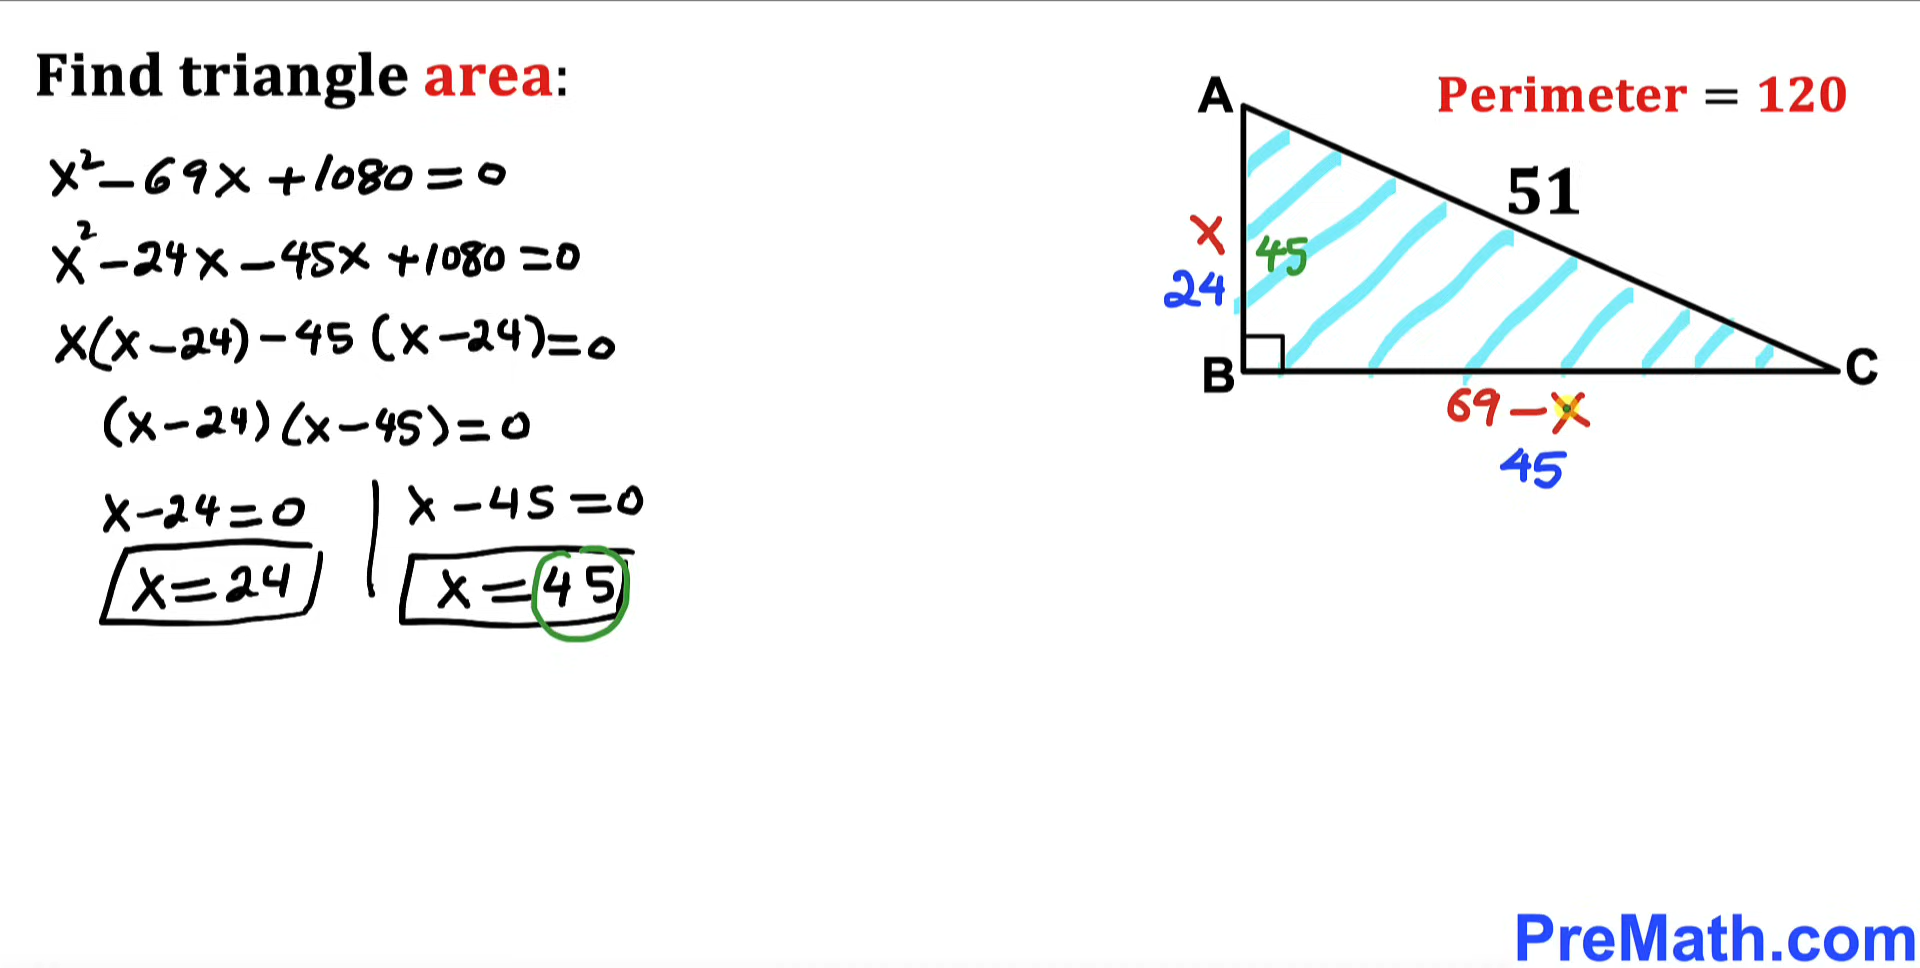 Find triangle area:
x²-69x+1080=0
x²-24x-45x+1080=0
x(x-24)-45(x-24)=0
(x-24)(x-45)=0
x-24=0 | x-45=0
x=24
x=45
A
Perimeter = 120
51
x
45
24
B
C
69-x
45
PreMath.com